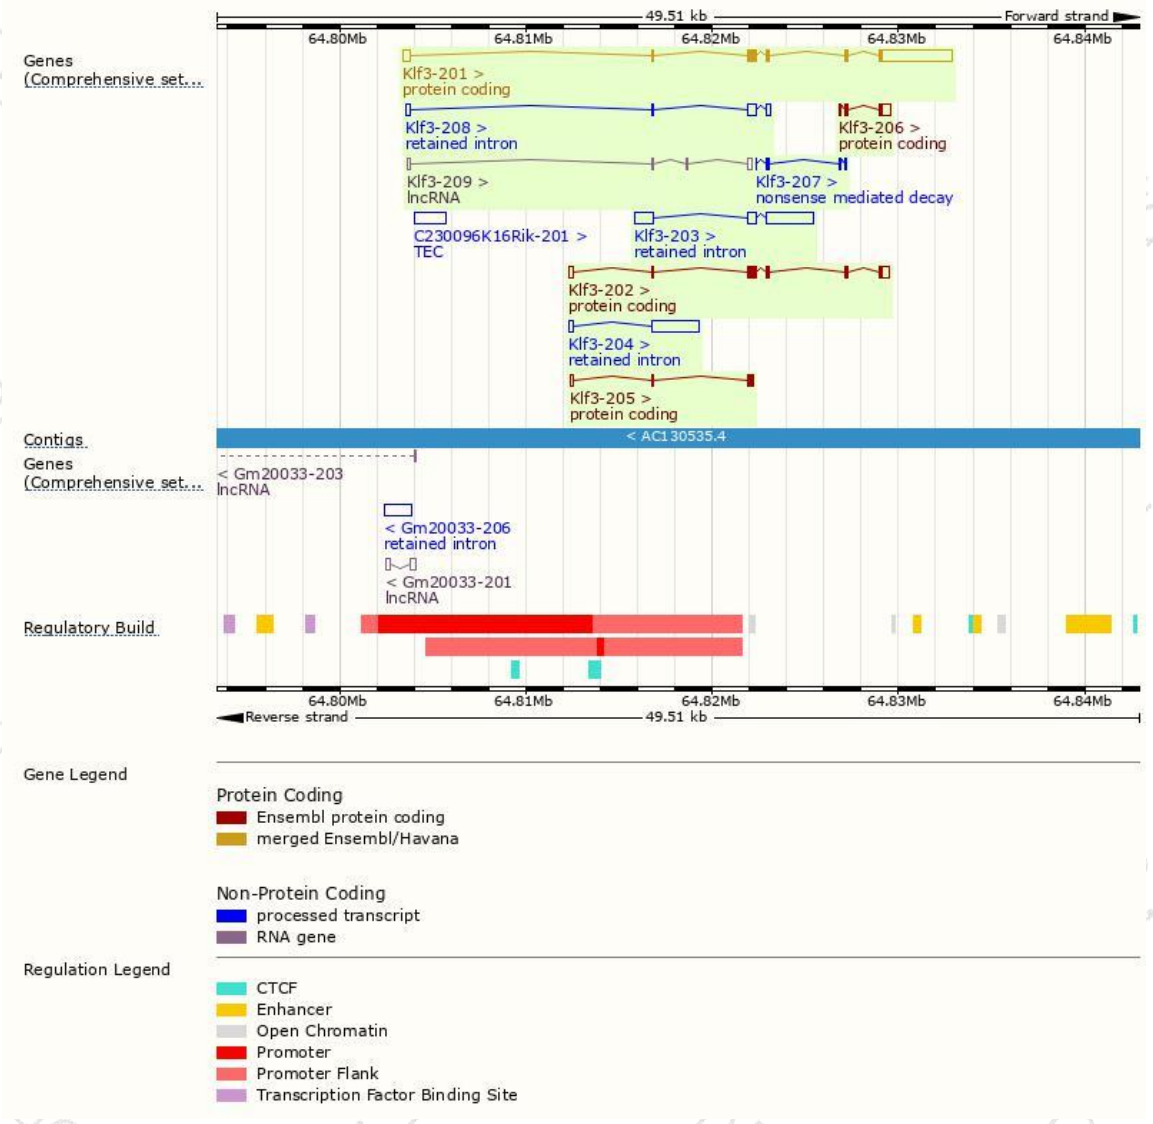 49.51 kb Forward strand
64.80Mb 64.81Mb 64.82Mb 64.83Mb 64.84Mb
Genes
(Comprehensive set...
Klf3-201 >
protein coding
Klf3-208 > Klf3-206 >
retained intron protein coding
Klf3-209 > Klf3-207 >
lncRNA nonsense mediated decay
C230096K16Rik-201 > Klf3-203 >
TEC retained intron
Klf3-202 >
protein coding
Klf3-204 >
retained intron
Klf3-205 >
protein coding
Contigs < AC130535.4
Genes
(Comprehensive set...
< Gm20033-203
lncRNA
< Gm20033-206
retained intron
< Gm20033-201
lncRNA
Regulatory Build
64.80Mb 64.81Mb 64.82Mb 64.83Mb 64.84Mb
Reverse strand 49.51 kb
Gene Legend
Protein Coding
Ensembl protein coding
merged Ensembl/Havana
Non-Protein Coding
processed transcript
RNA gene
Regulation Legend
CTCF
Enhancer
Open Chromatin
Promoter
Promoter Flank
Transcription Factor Binding Site